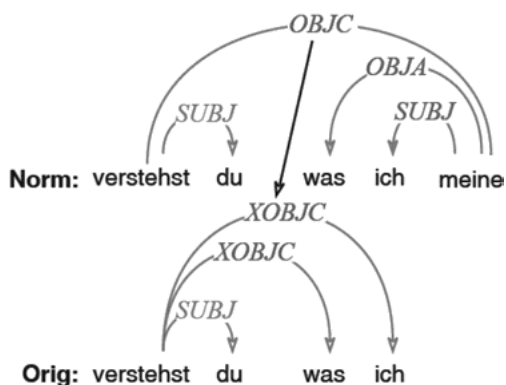 OBJC
OBJA
SUBJ SUBJ
Norm: verstehst du was ich meine
XOBJC
XOBJC
SUBJ
Orig: verstehst du was ich